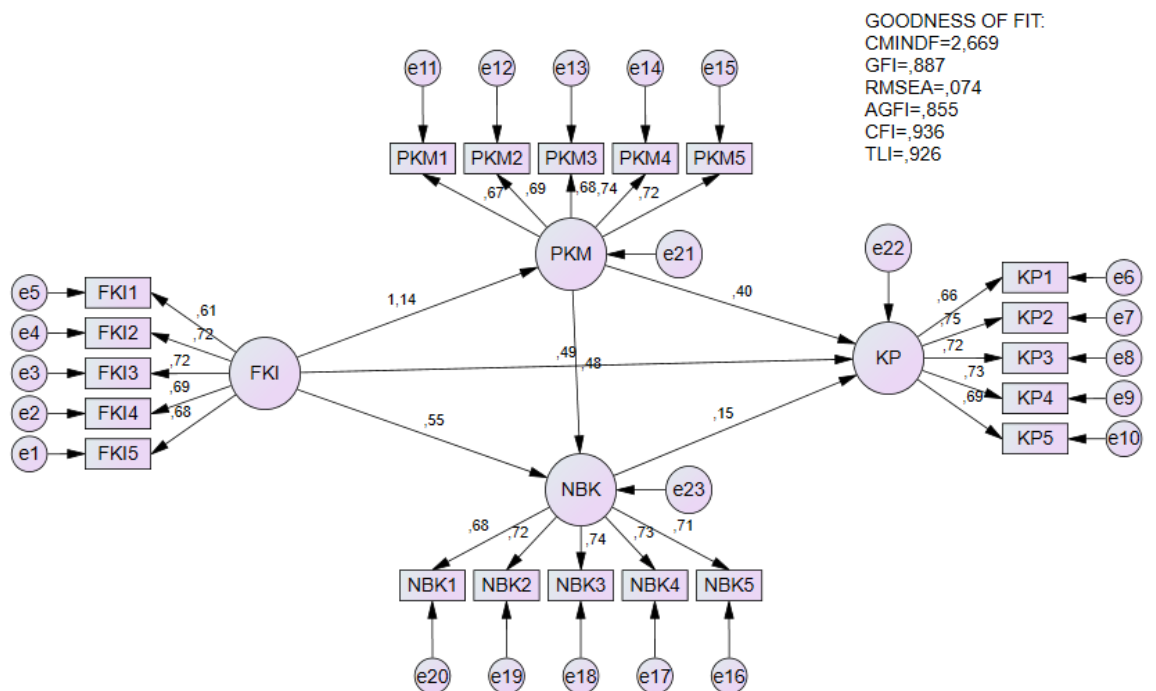 GOODNESS OF FIT:
CMINDF=2,669
GFI=,887
RMSEA=,074
AGFI=,855
CFI=,936
TLI=,926
e11 e12 e13 e14 e15
PKM1 PKM2 PKM3 PKM4 PKM5
,67 ,69 ,68 ,74 ,72
PKM e21
e22
e5 FKI1
e4 FKI2
e3 FKI3
e2 FKI4
e1 FKI5
,61
,72
,72
,69
,68
FKI
1,14
,40
,49 ,48
,55
,15
KP
,66
,75
,72
,73
,69
KP1 e6
KP2 e7
KP3 e8
KP4 e9
KP5 e10
NBK e23
,68 ,72 ,74 ,73 ,71
NBK1 NBK2 NBK3 NBK4 NBK5
e20 e19 e18 e17 e16